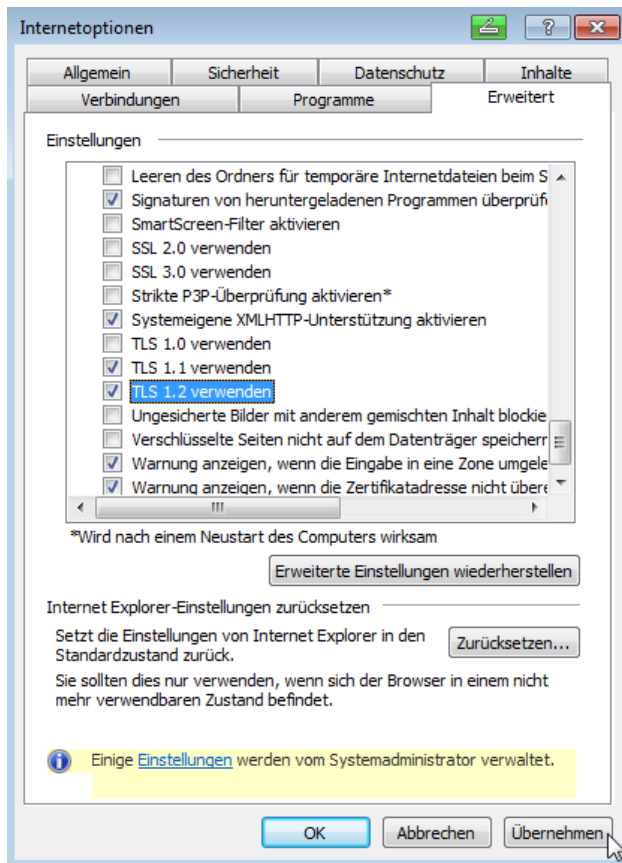 Internetoptionen
Allgemein Sicherheit Datenschutz Inhalte
Verbindungen Programme Erweitert
Einstellungen
Leeren des Ordners für temporäre Internetdateien beim S
Signaturen von heruntergeladenen Programmen überprüf
SmartScreen-Filter aktivieren
SSL 2.0 verwenden
SSL 3.0 verwenden
Strikte P3P-Überprüfung aktivieren*
Systemeigene XMLHTTP-Unterstützung aktivieren
TLS 1.0 verwenden
TLS 1.1 verwenden
TLS 1.2 verwenden
Ungesicherte Bilder mit anderem gemischten Inhalt blockie
Verschlüsselte Seiten nicht auf dem Datenträger speichern
Warnung anzeigen, wenn die Eingabe in eine Zone umgele
Warnung anzeigen, wenn die Zertifikatadresse nicht übere
*Wird nach einem Neustart des Computers wirksam
Erweiterte Einstellungen wiederherstellen
Internet Explorer-Einstellungen zurücksetzen
Setzt die Einstellungen von Internet Explorer in den
Standardzustand zurück.
Zurücksetzen...
Sie sollten dies nur verwenden, wenn sich der Browser in einem nicht
mehr verwendbaren Zustand befindet.
Einige Einstellungen werden vom Systemadministrator verwaltet.
OK Abbrechen Übernehmen